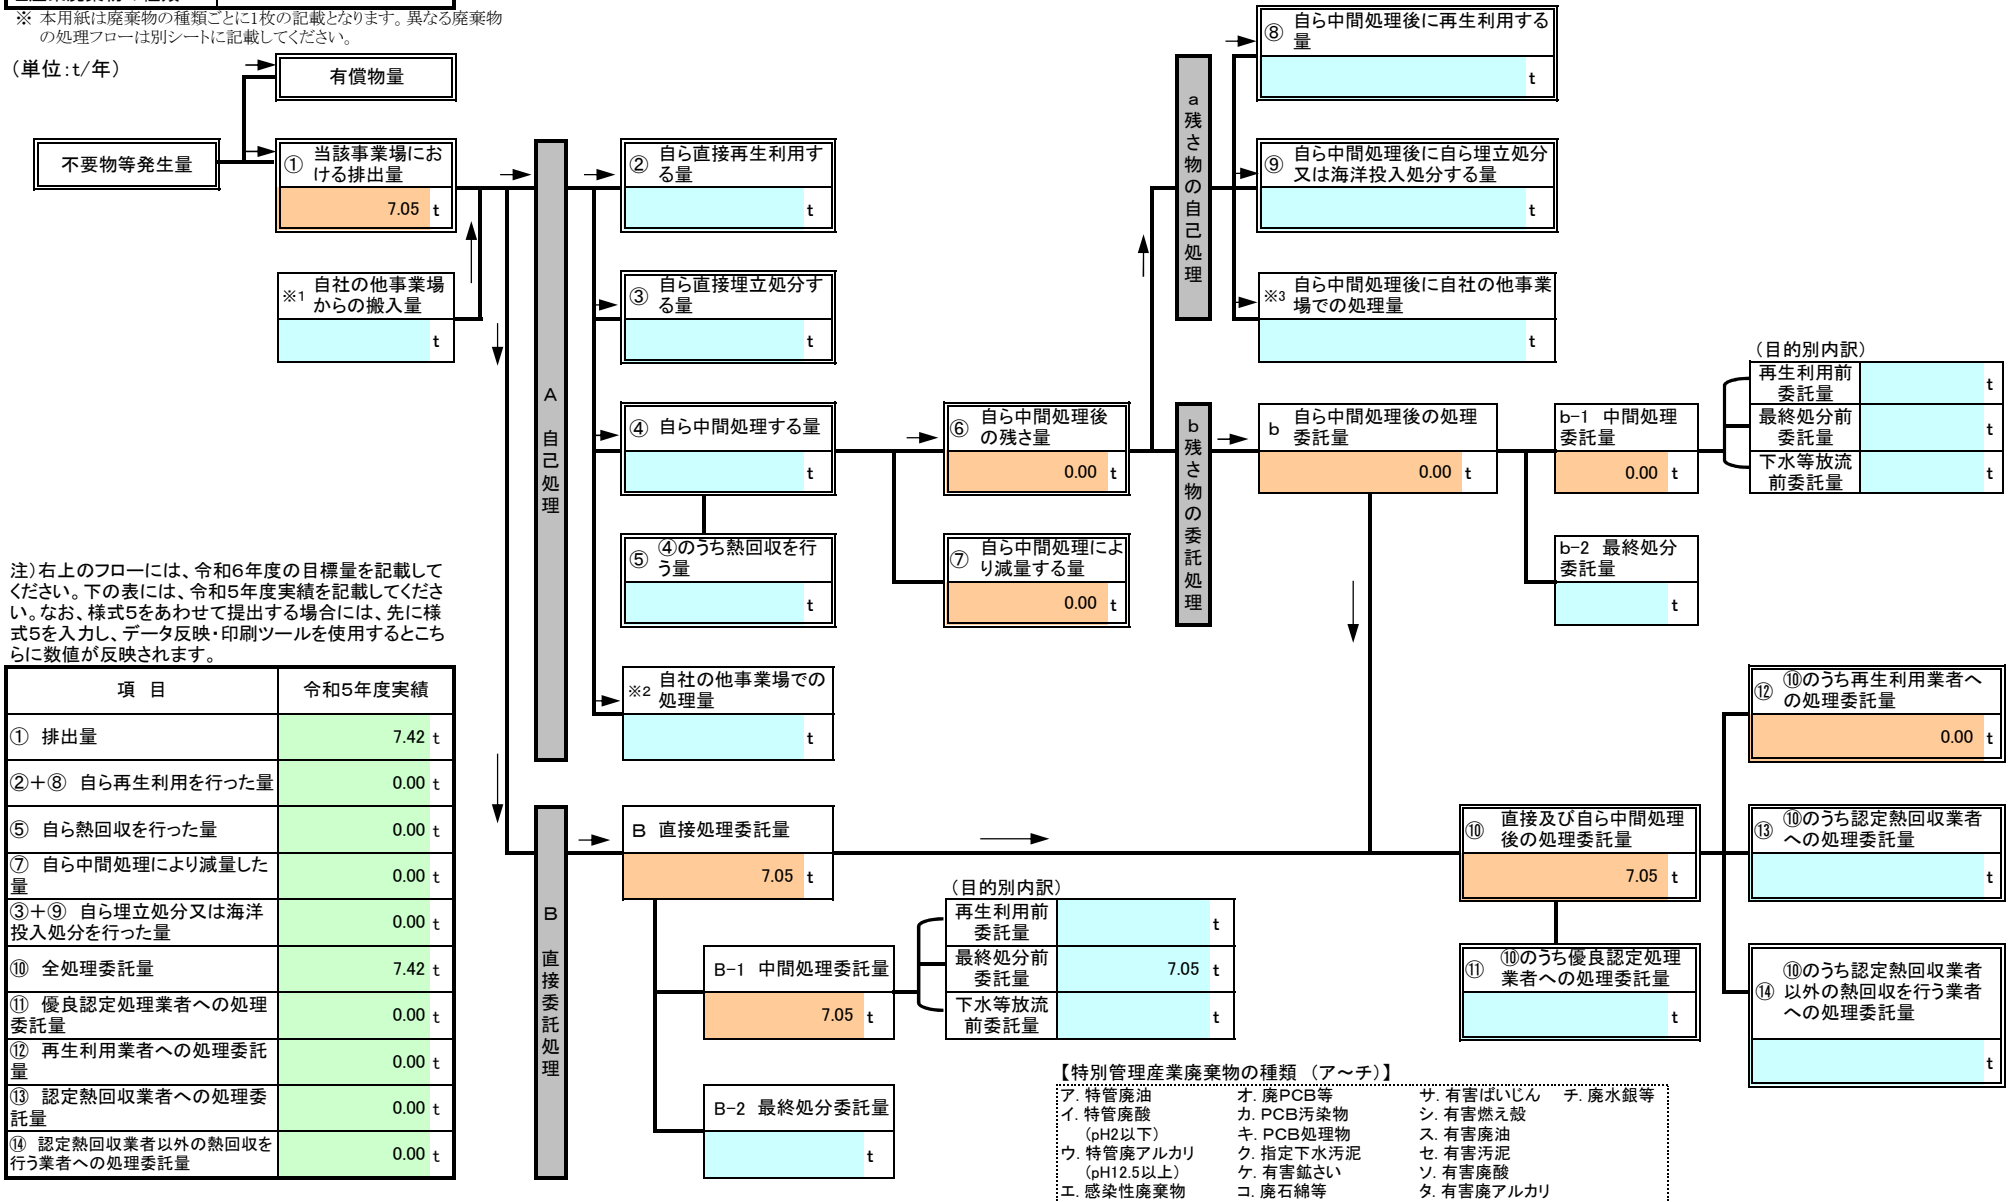 ※ 本用紙は廃棄物の種類ごとに1枚の記載となります。異なる廃棄物
の処理フローは別シートに記載してください。
（単位：t/年）
有償物量
不要物等発生量
① 当該事業場にお
ける排出量
7.05 t
※1 自社の他事業場
からの搬入量
t
A 自己処理
② 自ら直接再生利用す
る量
t
③ 自ら直接埋立処分す
る量
t
④ 自ら中間処理する量
t
⑤ ④のうち熱回収を行
う量
t
※2 自社の他事業場での
処理量
t
⑥ 自ら中間処理後
の残さ量
0.00 t
⑦ 自ら中間処理によ
り減量する量
0.00 t
a残さ物の自己処理
⑧ 自ら中間処理後に再生利用する
量
t
⑨ 自ら中間処理後に自ら埋立処分
又は海洋投入処分する量
t
※3 自ら中間処理後に自社の他事業
場での処理量
t
b残さ物の委託処理
b 自ら中間処理後の処理
委託量
0.00 t
b-1 中間処理
委託量
0.00 t
b-2 最終処分
委託量
t
（目的別内訳）
再生利用前
委託量
t
最終処分前
委託量
t
下水等放流
前委託量
t
注）右上のフローには、令和6年度の目標量を記載して
ください。下の表には、令和5年度実績を記載してくださ
い。なお、様式5をあわせて提出する場合には、先に様
式5を入力し、データ反映・印刷ツールを使用するとこち
らに数値が反映されます。
項 目 令和5年度実績
① 排出量 7.42 t
②＋⑧ 自ら再生利用を行った量 0.00 t
⑤ 自ら熱回収を行った量 0.00 t
⑦ 自ら中間処理により減量した
量 0.00 t
③＋⑨ 自ら埋立処分又は海洋
投入処分を行った量 0.00 t
⑩ 全処理委託量 7.42 t
⑪ 優良認定処理業者への処理
委託量 0.00 t
⑫ 再生利用業者への処理委託
量 0.00 t
⑬ 認定熱回収業者への処理委
託量 0.00 t
⑭ 認定熱回収業者以外の熱回収を
行う業者への処理委託量 0.00 t
B 直接委託処理
B 直接処理委託量
7.05 t
B-1 中間処理委託量
7.05 t
B-2 最終処分委託量
t
（目的別内訳）
再生利用前
委託量
t
最終処分前
委託量
7.05 t
下水等放流
前委託量
t
⑩ 直接及び自ら中間処理
後の処理委託量
7.05 t
⑪ ⑩のうち優良認定処理
業者への処理委託量
t
⑫ ⑩のうち再生利用業者へ
の処理委託量
0.00 t
⑬ ⑩のうち認定熱回収業者
への処理委託量
t
⑭ ⑩のうち認定熱回収業者
以外の熱回収を行う業者
への処理委託量
t
【特別管理産業廃棄物の種類 （ア～チ）】
ア. 特管廃油 オ. 廃PCB等 サ. 有害ばいじん チ. 廃水銀等
イ. 特管廃酸 カ. PCB汚染物 シ. 有害燃え殻
（pH2以下） キ. PCB処理物 ス. 有害廃油
ウ. 特管廃アルカリ ク. 指定下水汚泥 セ. 有害汚泥
（pH12.5以上） ケ. 有害鉱さい ソ. 有害廃酸
エ. 感染性廃棄物 コ. 廃石綿等 タ. 有害廃アルカリ